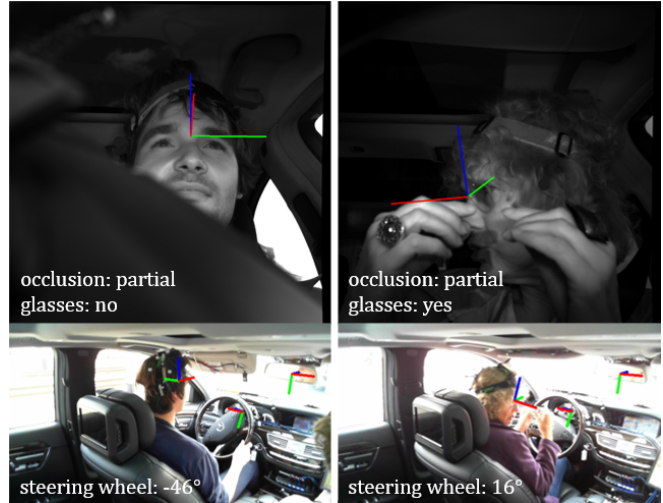 occlusion: partial
glasses: no
occlusion: partial
glasses: yes
steering wheel: -46°
steering wheel: 16°